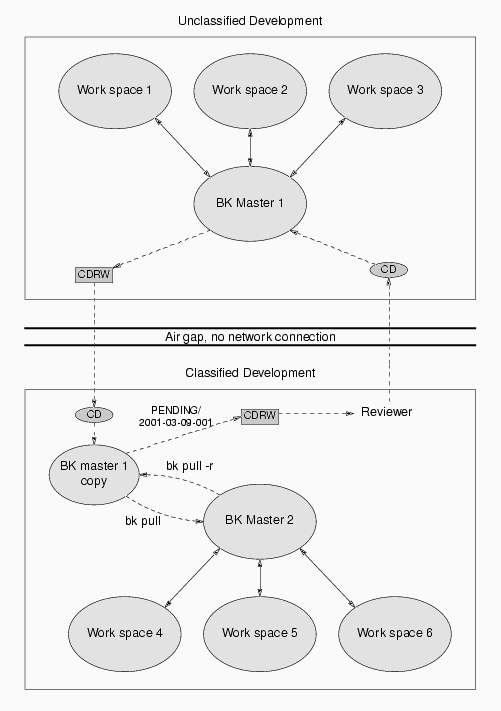 Unclassified Development
Work space 1
Work space 2
Work space 3
BK Master 1
CDRW
CD
Air gap, no network connection
Classified Development
CD
PENDING/
2001-03-09-001
CDRW
Reviewer
BK master 1
copy
bk pull -r
bk pull
BK Master 2
Work space 4
Work space 5
Work space 6